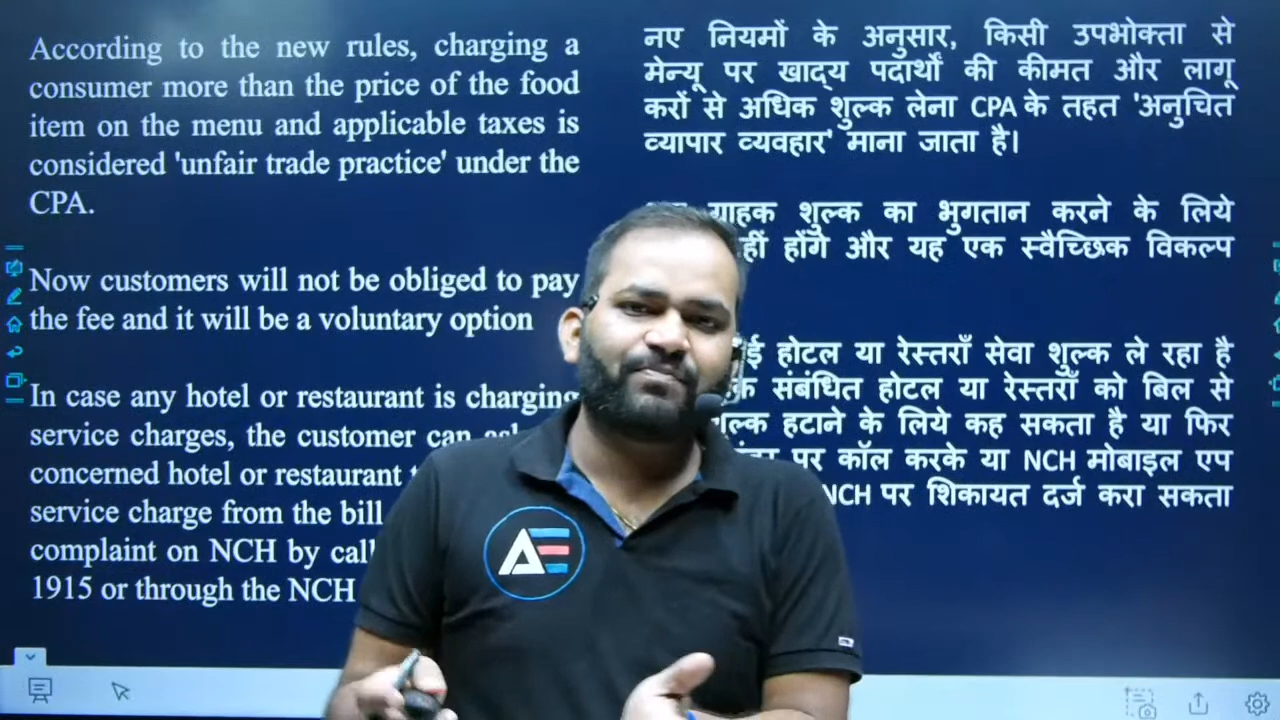 According to the new rules, charging a
consumer more than the price of the food
item on the menu and applicable taxes is
considered 'unfair trade practice' under the
CPA.
Now customers will not be obliged to pay
the fee and it will be a voluntary option
In case any hotel or restaurant is charging
service charges, the customer can
concerned hotel or restaurant
service charge from the bill
complaint on NCH by
1915 or through the NCH
नए नियमों के अनुसार, किसी उपभोक्ता से
मेन्यू पर खाद्य पदार्थों की कीमत और लागू
करों से अधिक शुल्क लेना CPA के तहत 'अनुचित
व्यापार व्यवहार' माना जाता है।
ग्राहक शुल्क का भुगतान करने के लिये
होंगे और यह एक स्वैच्छिक विकल्प
होटल या रेस्तराँ सेवा शुल्क ले रहा है
संबंधित होटल या रेस्तराँ को बिल से
हटाने के लिये कह सकता है या फिर
पर कॉल करके या NCH मोबाइल एप
NCH पर शिकायत दर्ज करा सकता
AE